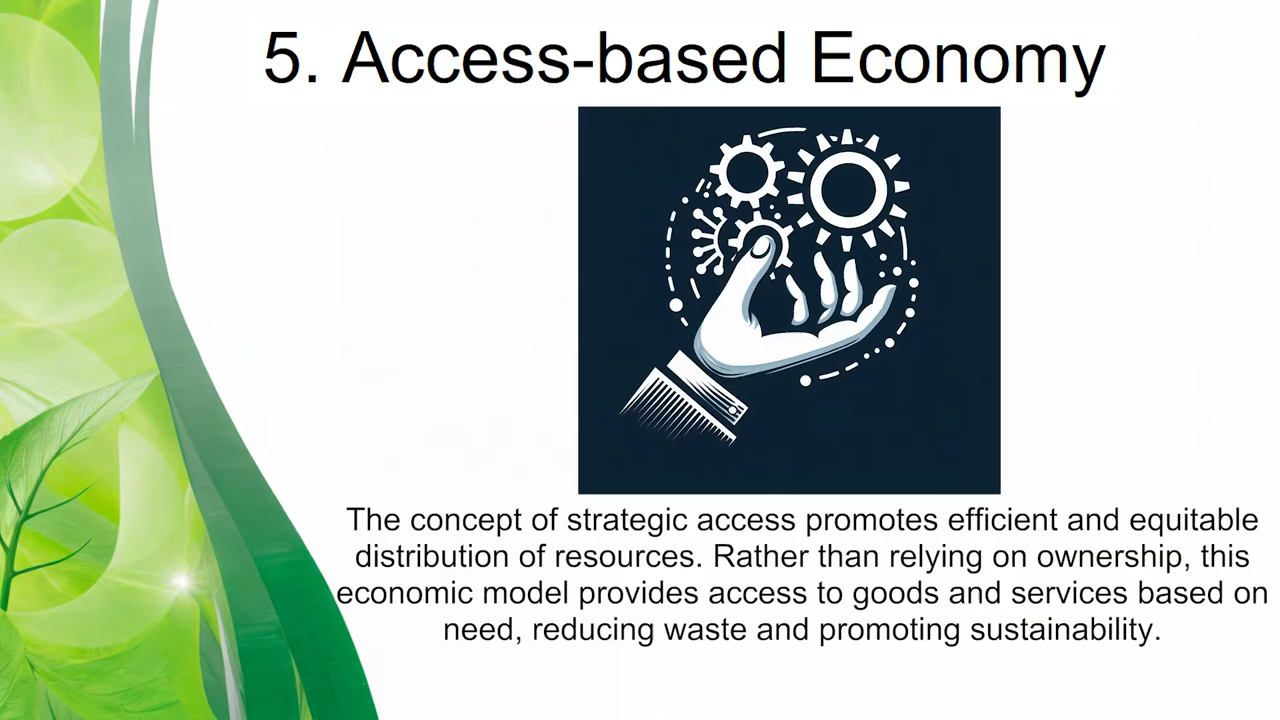 5. Access-based Economy
The concept of strategic access promotes efficient and equitable
distribution of resources. Rather than relying on ownership, this
economic model provides access to goods and services based on
need, reducing waste and promoting sustainability.